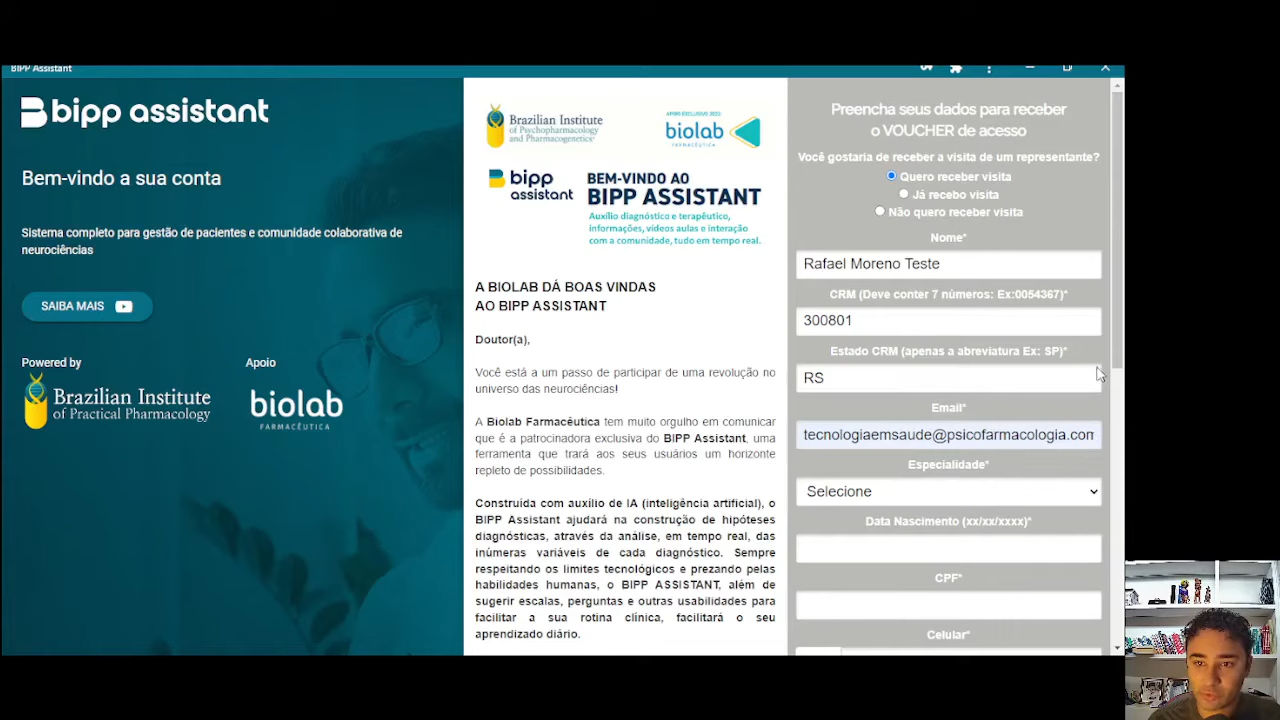 BIPP Assistant
bipp assistant
Bem-vindo a sua conta
Sistema completo para gestão de pacientes e comunidade colaborativa de
neurociências
SAIBA MAIS
Powered by
Brazilian Institute
of Practical Pharmacology
Apoio
biolab
FARMACÊUTICA
Brazilian Institute
of Psychopharmacology
and Pharmacogenetics
APOIO EXCLUSIVO
biolab
FARMACÊUTICA
bipp
assistant
BEM-VINDO AO
BIPP ASSISTANT
Auxílio diagnóstico e terapêutico,
informações, vídeos aulas e interação
com a comunidade, tudo em tempo real.
A BIOLAB DÁ BOAS VINDAS
AO BIPP ASSISTANT
Doutor(a),
Você está a um passo de participar de uma revolução no
universo das neurociências!
A Biolab Farmacêutica tem muito orgulho em comunicar
que é a patrocinadora exclusiva do BIPP Assistant, uma
ferramenta que trará aos seus usuários um horizonte
repleto de possibilidades.
Construída com auxílio de IA (inteligência artificial), o
BIPP Assistant ajudará na construção de hipóteses
diagnósticas, através da análise, em tempo real, das
inúmeras variáveis de cada diagnóstico. Sempre
respeitando os limites tecnológicos e prezando pelas
habilidades humanas, o BIPP ASSISTANT, além de
sugerir escalas, perguntas e outras usabilidades para
facilitar a sua rotina clínica, facilitará o seu
aprendizado diário.
Preencha seus dados para receber
o VOUCHER de acesso
Você gostaria de receber a visita de um representante?
Quero receber visita
Já recebo visita
Não quero receber visita
Nome*
Rafael Moreno Teste
CRM (Deve conter 7 números: Ex:0054367)*
300801
Estado CRM (apenas a abreviatura Ex: SP)*
RS
Email*
tecnologiaemsaude@psicofarmacologia.com
Especialidade*
Selecione
Data Nascimento (xx/xx/xxxx)*
CPF*
Celular*